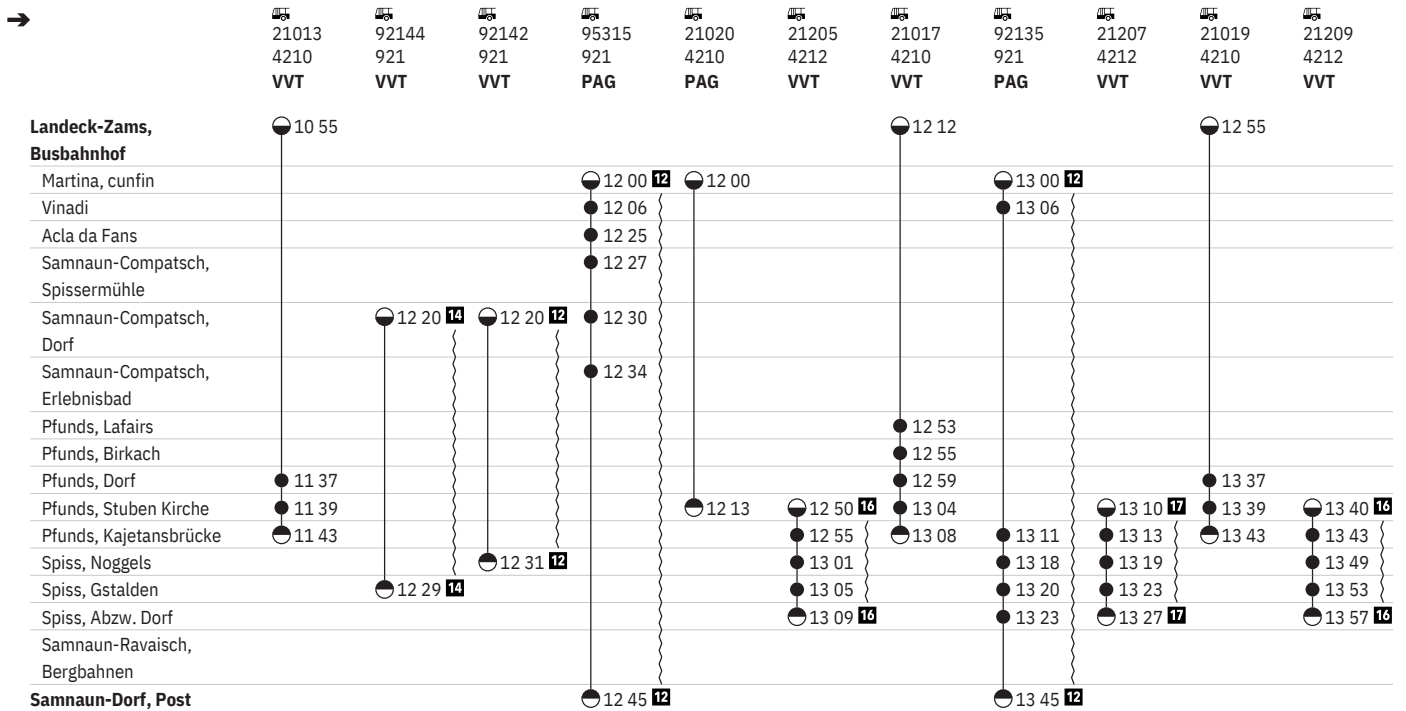 ➔
21013 92144 92142 95315 21020 21205 21017 92135 21207 21019 21209
4210 921 921 921 4210 4212 4210 921 4212 4210 4212
VVT VVT VVT PAG PAG VVT VVT PAG VVT VVT VVT
Landeck-Zams, 10 55 12 12 12 55
Busbahnhof
Martina, cunfin 12 00 12 12 00 13 00 12
Vinadi 12 06 13 06
Acla da Fans 12 25
Samnaun-Compatsch, 12 27
Spissermühle
Samnaun-Compatsch, 12 20 14 12 20 12 12 30
Dorf
Samnaun-Compatsch, 12 34
Erlebnisbad
Pfunds, Lafairs 12 53
Pfunds, Birkach 12 55
Pfunds, Dorf 11 37 12 59 13 37
Pfunds, Stuben Kirche 11 39 12 13 12 50 16 13 04 13 10 17 13 39 13 40 16
Pfunds, Kajetansbrücke 11 43 12 55 13 08 13 11 13 13 13 43 13 43
Spiss, Noggels 12 31 12 13 01 13 18 13 19 13 49
Spiss, Gstalden 12 29 14 13 05 13 20 13 23 13 53
Spiss, Abzw. Dorf 13 09 16 13 23 13 27 17 13 57 16
Samnaun-Ravaisch,
Bergbahnen
Samnaun-Dorf, Post 12 45 12 13 45 12